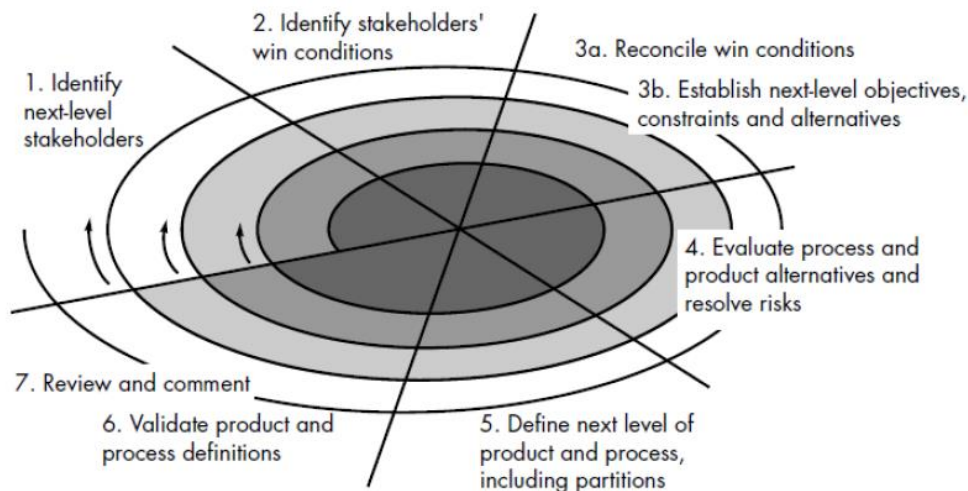 1. Identify
next-level
stakeholders
2. Identify stakeholders'
win conditions
3a. Reconcile win conditions
3b. Establish next-level objectives,
constraints and alternatives
4. Evaluate process and
product alternatives and
resolve risks
5. Define next level of
product and process,
including partitions
6. Validate product and
process definitions
7. Review and comment